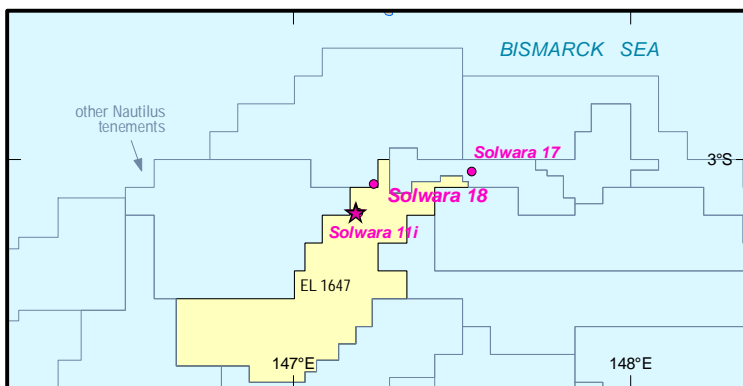 BISMARCK SEA
other Nautilus
tenements
Solwara 17
3°S
Solwara 18
Solwara 11i
EL 1647
147°E
148°E